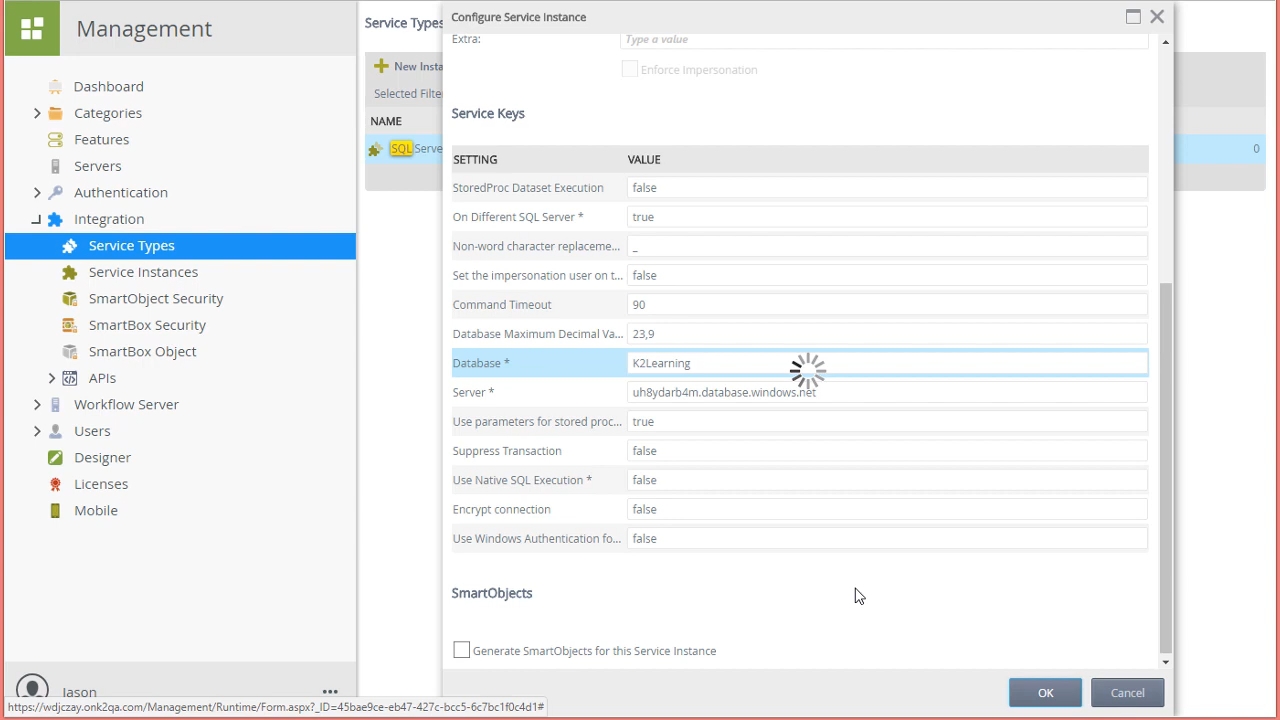 Management
Dashboard
Categories
Features
Servers
Authentication
Integration
Service Types
Service Instances
SmartObject Security
SmartBox Security
SmartBox Object
APIs
Workflow Server
Users
Designer
Licenses
Mobile
Jason
https://wdjczay.onk2qa.com/Management/Runtime/Form.aspx?_ID=45bae9ce-eb47-427c-bcc5-6c7bc1f0c4d1#
Service Types
New Insta
Selected Filte
NAME
SQL Serve
0
Configure Service Instance
Extra: Type a value
Enforce Impersonation
Service Keys
SETTING VALUE
StoredProc Dataset Execution false
On Different SQL Server * true
Non-word character replaceme... _
Set the impersonation user on t... false
Command Timeout 90
Database Maximum Decimal Va... 23,9
Database * K2Learning
Server * uh8ydarb4m.database.windows.net
Use parameters for stored proc... true
Suppress Transaction false
Use Native SQL Execution * false
Encrypt connection false
Use Windows Authentication fo... false
SmartObjects
Generate SmartObjects for this Service Instance
OK Cancel